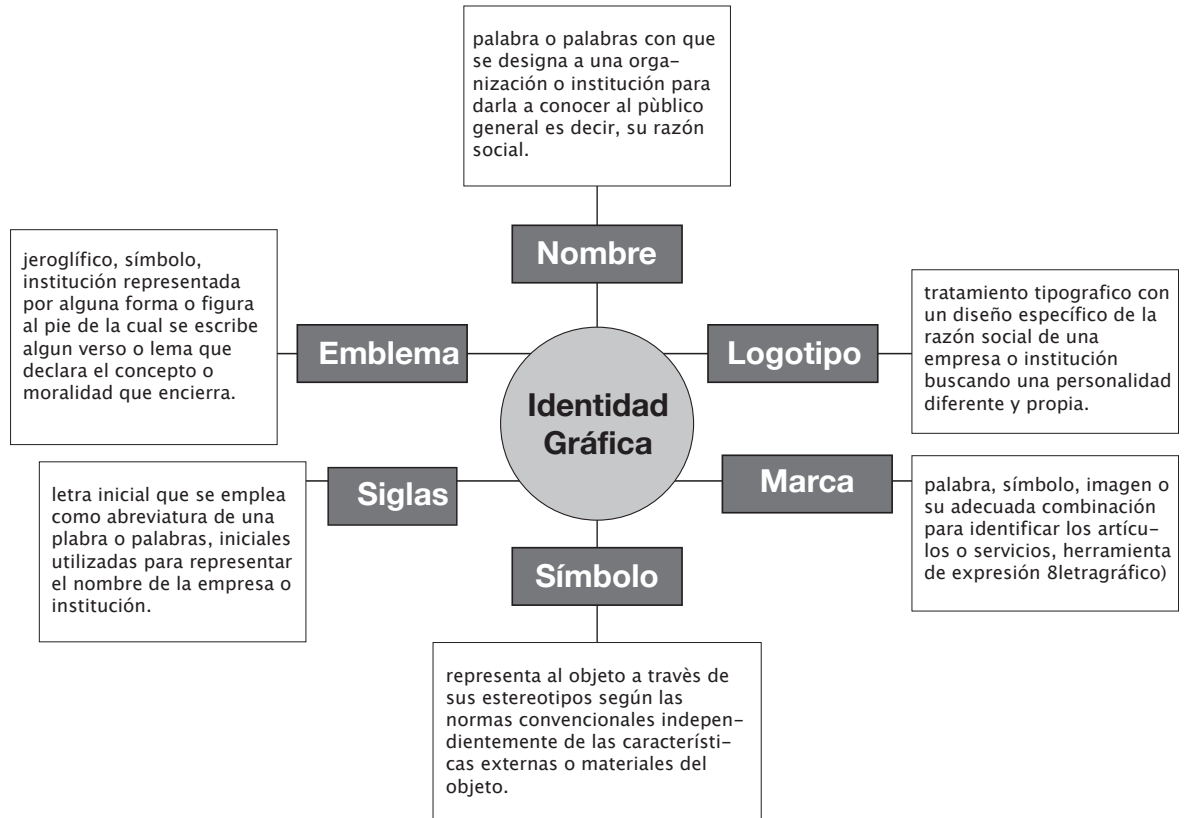 palabra o palabras con que
se designa a una orga-
nización o institución para
darla a conocer al pùblico
general es decir, su razón
social.
Nombre
jeroglífico, símbolo,
institución representada
por alguna forma o figura
al pie de la cual se escribe
algun verso o lema que
declara el concepto o
moralidad que encierra.
Emblema
Logotipo
tratamiento tipografico con
un diseño específico de la
razón social de una
empresa o institución
buscando una personalidad
diferente y propia.
Identidad
Gráfica
letra inicial que se emplea
como abreviatura de una
plabra o palabras, iniciales
utilizadas para representar
el nombre de la empresa o
institución.
Siglas
Marca
palabra, símbolo, imagen o
su adecuada combinación
para identificar los artícu-
los o servicios, herramienta
de expresión 8letragráfico)
Símbolo
representa al objeto a travès de
sus estereotipos según las
normas convencionales indepen-
dientemente de las característi-
cas externas o materiales del
objeto.